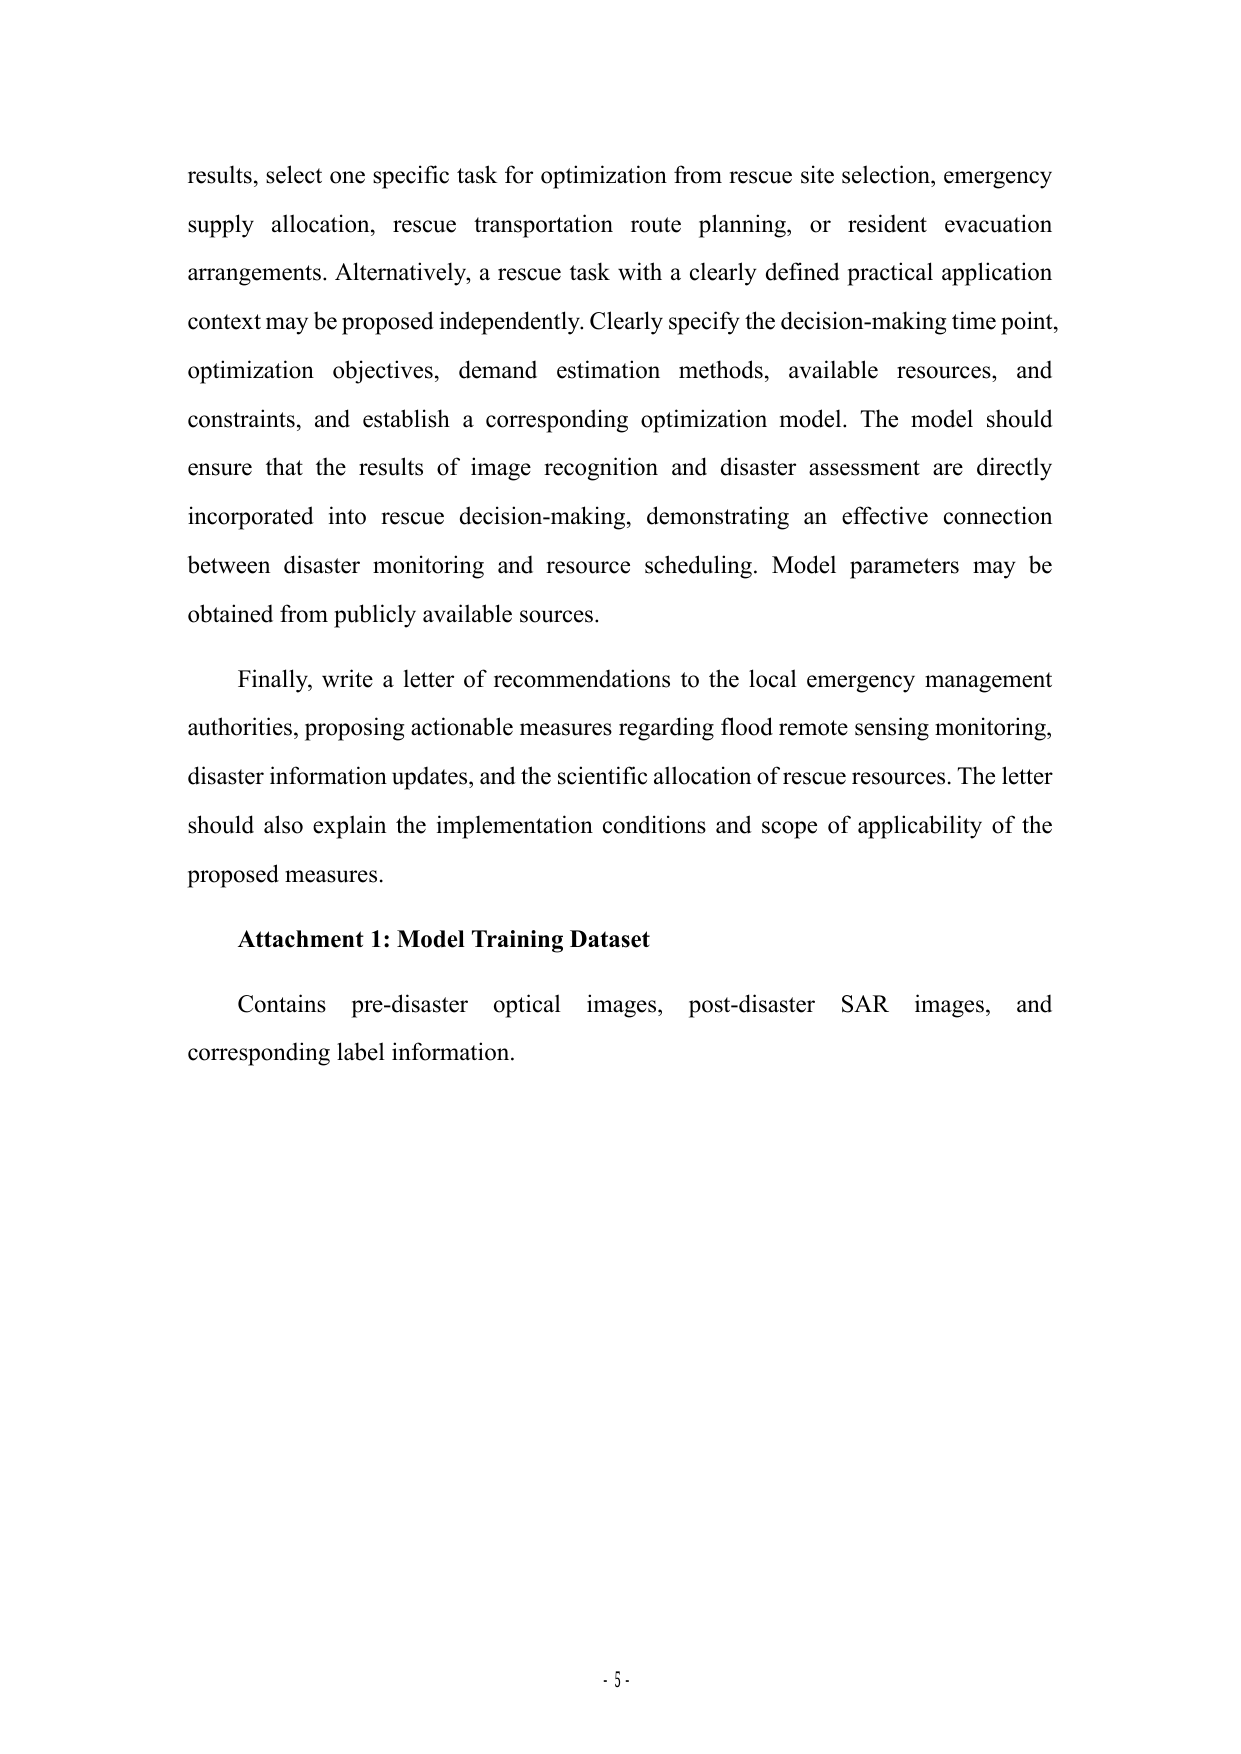 results, select one specific task for optimization from rescue site selection, emergency
supply allocation, rescue transportation route planning, or resident evacuation
arrangements. Alternatively, a rescue task with a clearly defined practical application
context may be proposed independently. Clearly specify the decision-making time point,
optimization objectives, demand estimation methods, available resources, and
constraints, and establish a corresponding optimization model. The model should
ensure that the results of image recognition and disaster assessment are directly
incorporated into rescue decision-making, demonstrating an effective connection
between disaster monitoring and resource scheduling. Model parameters may be
obtained from publicly available sources.
Finally, write a letter of recommendations to the local emergency management
authorities, proposing actionable measures regarding flood remote sensing monitoring,
disaster information updates, and the scientific allocation of rescue resources. The letter
should also explain the implementation conditions and scope of applicability of the
proposed measures.
Attachment 1: Model Training Dataset
Contains pre-disaster optical images, post-disaster SAR images, and
corresponding label information.
- 5 -